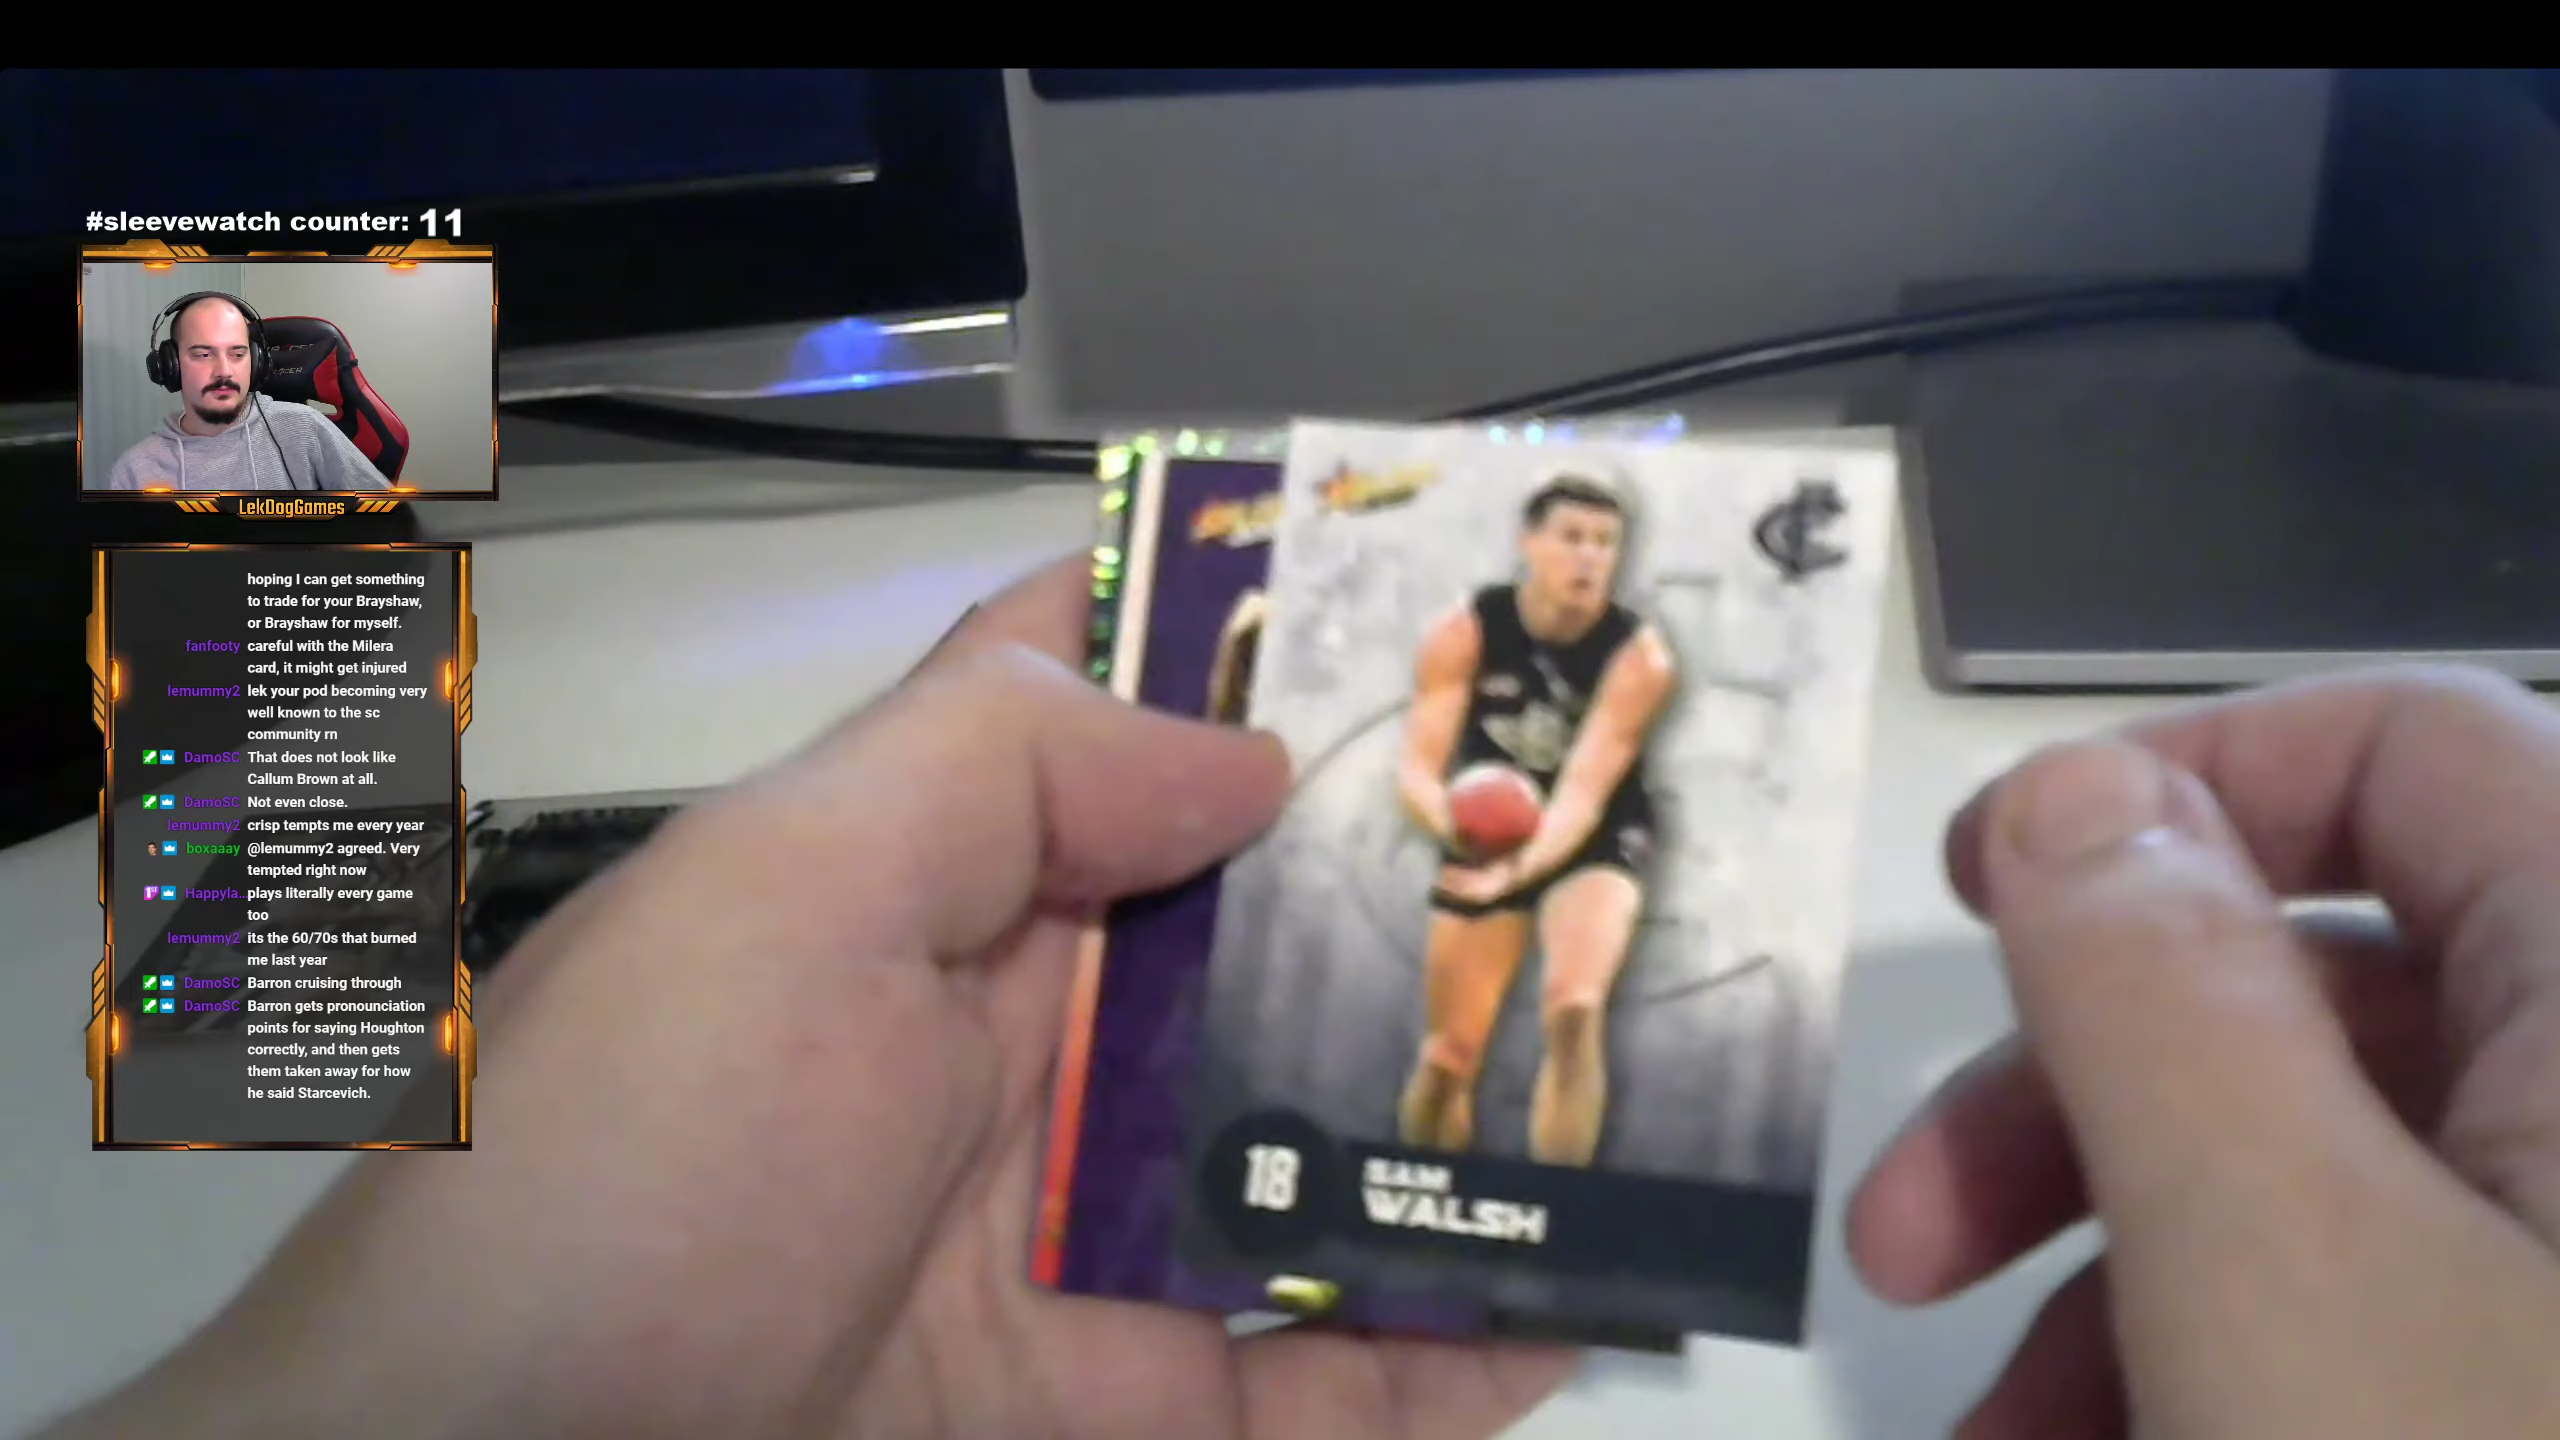 #sleevewatch counter: 11
LekDogGames
hoping I can get something
to trade for your Brayshaw,
or Brayshaw for myself.
fanfooty careful with the Milera
card, it might get injured
lemummy2 lek your pod becoming very
well known to the sc
community rn
DamoSC That does not look like
Callum Brown at all.
DamoSC Not even close.
lemummy2 crisp tempts me every year
boxaaay @lemummy2 agreed. Very
tempted right now
Happyla... plays literally every game
too
lemummy2 its the 60/70s that burned
me last year
DamoSC Barron cruising through
DamoSC Barron gets pronounciation
points for saying Houghton
correctly, and then gets
them taken away for how
he said Starcevich.
18
SAM
WALSH